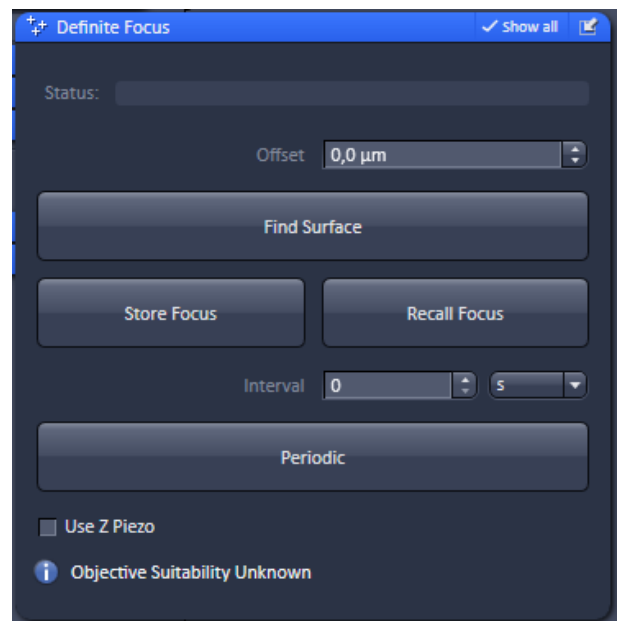 Definite Focus Show all
Status:
Offset 0,0 µm
Find Surface
Store Focus Recall Focus
Interval 0 s
Periodic
Use Z Piezo
Objective Suitability Unknown